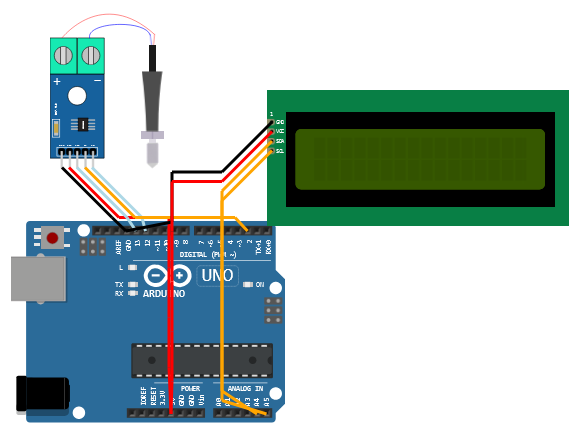 + -
1
GND
VCC
SDA
SCL
AREF
GND
13
12
~11
~10
~9
8
7
~6
~5
4
~3
2
TX→1
RX←0
DIGITAL (PWM ~)
L
TX
RX
UNO
ON
ARDUINO
IOREF
RESET
3.3V
GND
GND
Vin
POWER
ANALOG IN
A0
A1
A2
A3
A4
A5